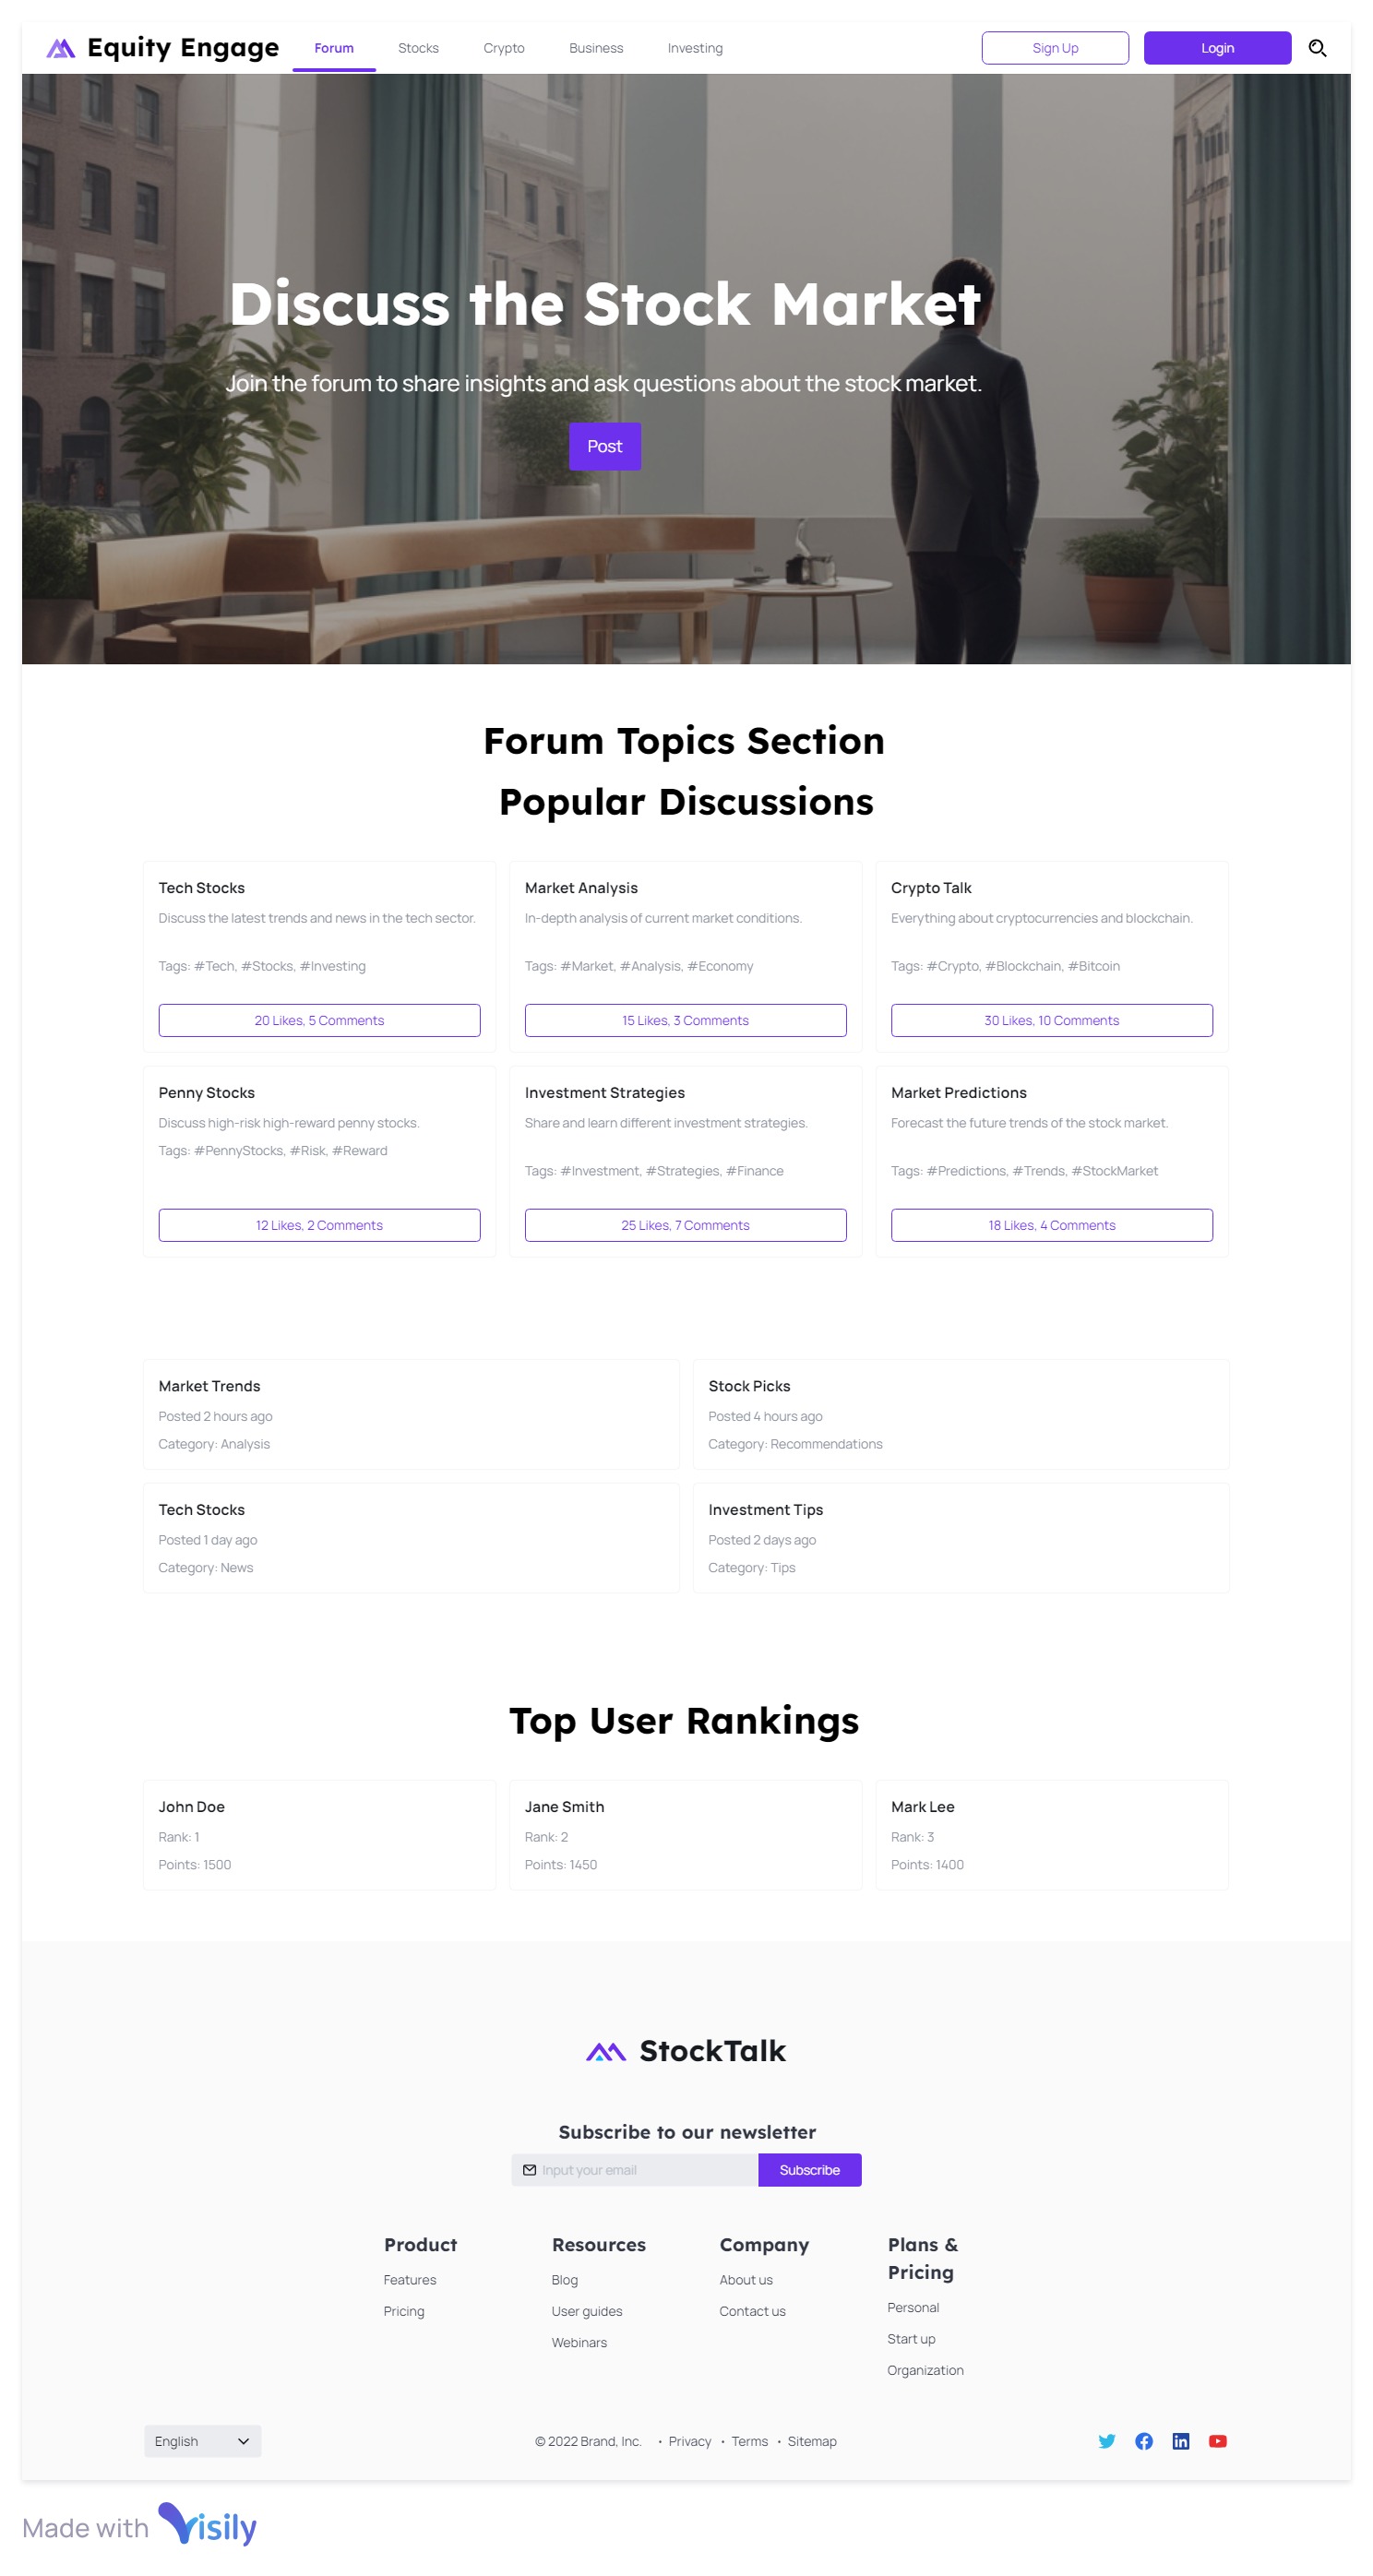 Equity Engage
Forum
Stocks
Crypto
Business
Investing
Sign Up
Login
Discuss the Stock Market
Join the forum to share insights and ask questions about the stock market.
Post
Forum Topics Section
Popular Discussions
Tech Stocks
Discuss the latest trends and news in the tech sector.
Tags: #Tech, #Stocks, #Investing
20 Likes, 5 Comments
Market Analysis
In-depth analysis of current market conditions.
Tags: #Market, #Analysis, #Economy
15 Likes, 3 Comments
Crypto Talk
Everything about cryptocurrencies and blockchain.
Tags: #Crypto, #Blockchain, #Bitcoin
30 Likes, 10 Comments
Penny Stocks
Discuss high-risk high-reward penny stocks.
Tags: #PennyStocks, #Risk, #Reward
12 Likes, 2 Comments
Investment Strategies
Share and learn different investment strategies.
Tags: #Investment, #Strategies, #Finance
25 Likes, 7 Comments
Market Predictions
Forecast the future trends of the stock market.
Tags: #Predictions, #Trends, #StockMarket
18 Likes, 4 Comments
Market Trends
Posted 2 hours ago
Category: Analysis
Stock Picks
Posted 4 hours ago
Category: Recommendations
Tech Stocks
Posted 1 day ago
Category: News
Investment Tips
Posted 2 days ago
Category: Tips
Top User Rankings
John Doe
Rank: 1
Points: 1500
Jane Smith
Rank: 2
Points: 1450
Mark Lee
Rank: 3
Points: 1400
StockTalk
Subscribe to our newsletter
Input your email
Subscribe
Product
Features
Pricing
Resources
Blog
User guides
Webinars
Company
About us
Contact us
Plans &
Pricing
Personal
Start up
Organization
English
© 2022 Brand, Inc. • Privacy • Terms • Sitemap
Made with Visily